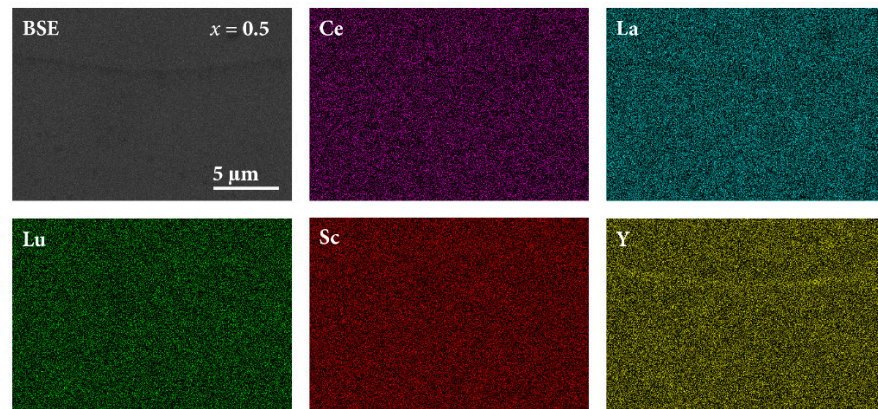 BSE
x = 0.5
5 µm
Ce
La
Lu
Sc
Y